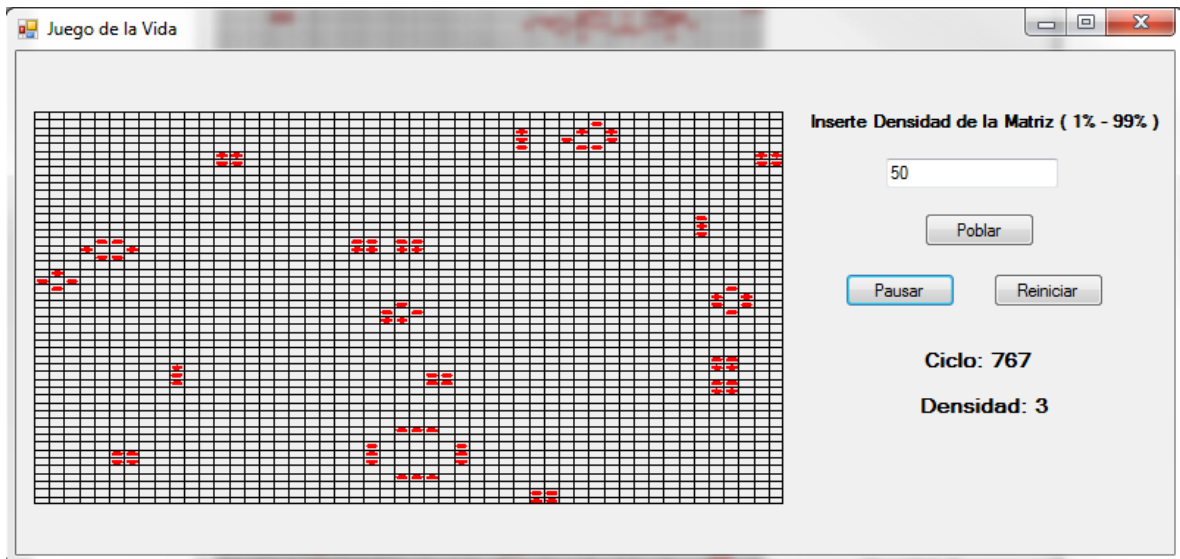 Juego de la Vida
Inserte Densidad de la Matriz ( 1% - 99% )
50
Poblar
Pausar
Reiniciar
Ciclo: 767
Densidad: 3